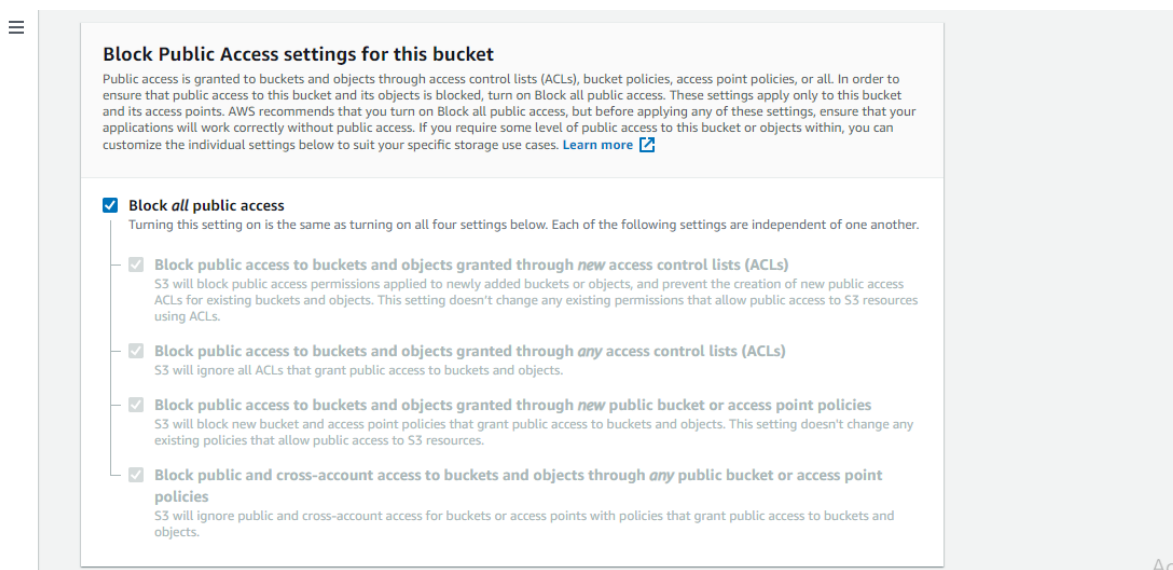 Block Public Access settings for this bucket
Public access is granted to buckets and objects through access control lists (ACLs), bucket policies, access point policies, or all. In order to
ensure that public access to this bucket and its objects is blocked, turn on Block all public access. These settings apply only to this bucket
and its access points. AWS recommends that you turn on Block all public access, but before applying any of these settings, ensure that your
applications will work correctly without public access. If you require some level of public access to this bucket or objects within, you can
customize the individual settings below to suit your specific storage use cases. Learn more
Block all public access
Turning this setting on is the same as turning on all four settings below. Each of the following settings are independent of one another.
Block public access to buckets and objects granted through new access control lists (ACLs)
S3 will block public access permissions applied to newly added buckets or objects, and prevent the creation of new public access
ACLs for existing buckets and objects. This setting doesn't change any existing permissions that allow public access to S3 resources
using ACLs.
Block public access to buckets and objects granted through any access control lists (ACLs)
S3 will ignore all ACLs that grant public access to buckets and objects.
Block public access to buckets and objects granted through new public bucket or access point policies
S3 will block new bucket and access point policies that grant public access to buckets and objects. This setting doesn't change any
existing policies that allow public access to S3 resources.
Block public and cross-account access to buckets and objects through any public bucket or access point
policies
S3 will ignore public and cross-account access for buckets or access points with policies that grant public access to buckets and
objects.